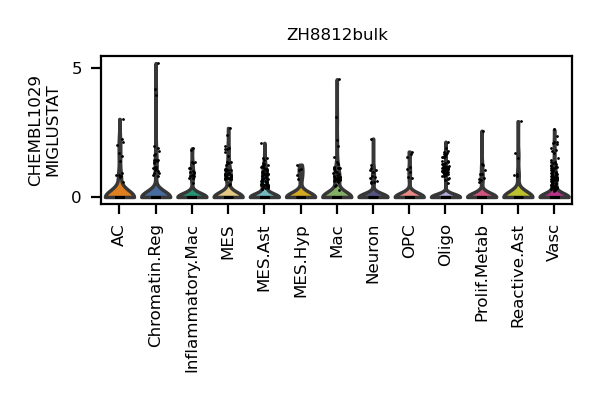 ZH8812bulk
CHEMBL1029
MIGLUSTAT
5
0
AC
Chromatin.Reg
Inflammatory.Mac
MES
MES.Ast
MES.Hyp
Mac
Neuron
OPC
Oligo
Prolif.Metab
Reactive.Ast
Vasc